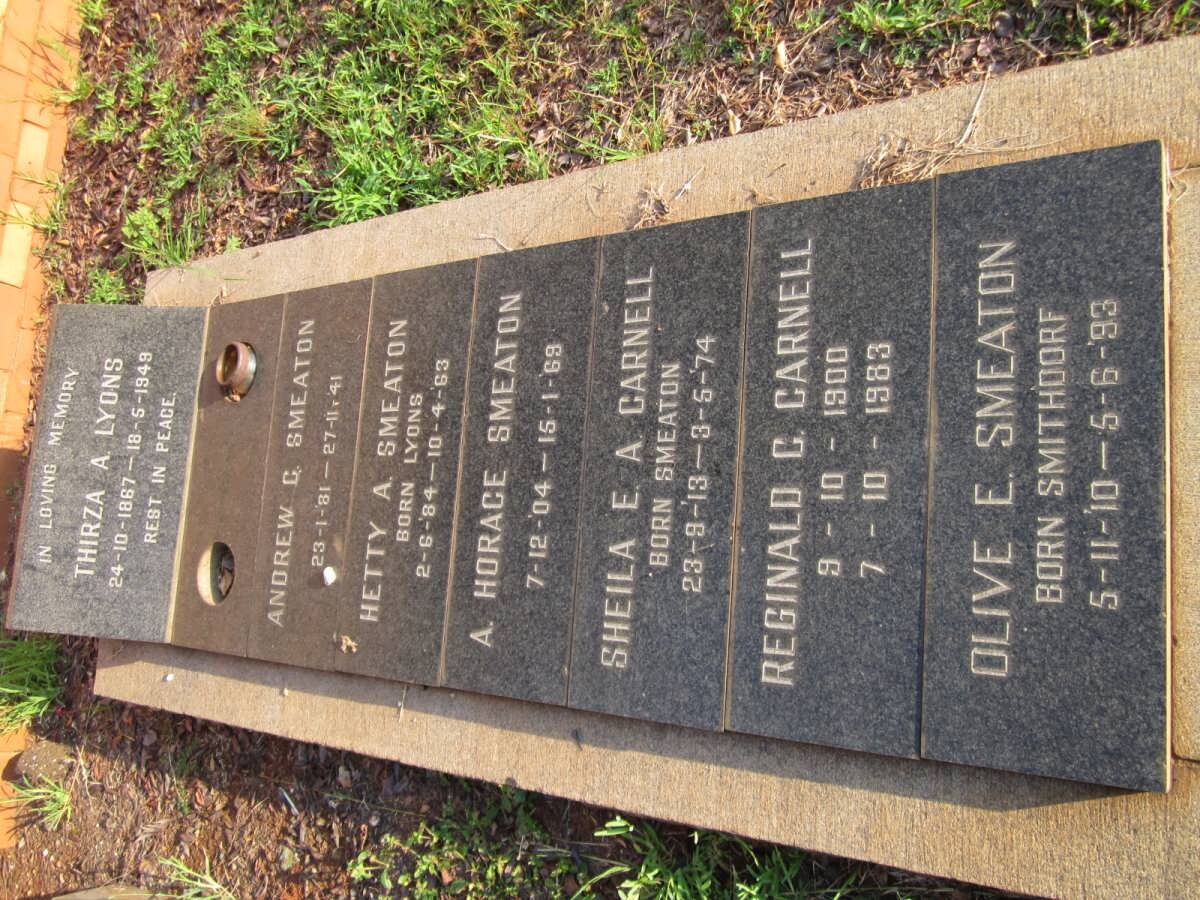 IN LOVING MEMORY
THIRZA A. LYONS
24-10-1867—18-5-1949
REST IN PEACE.
ANDREW G. SMEATON
23-1-'81 — 27-11-'41
HETTY A. SMEATON
BORN LYONS
2-6-'84—10-4-'63
A. HORACE SMEATON
7-12-'04—15-1-'69
SHEILA E. A. CARNELL
BORN SMEATON
23-9-'13—3-6-'74
REGINALD C. CARNELL
9 - 10 - 1900
7 - 10 - 1983
OLIVE E. SMEATON
BORN SMITHDORF
5-11-'10—5-6-'93